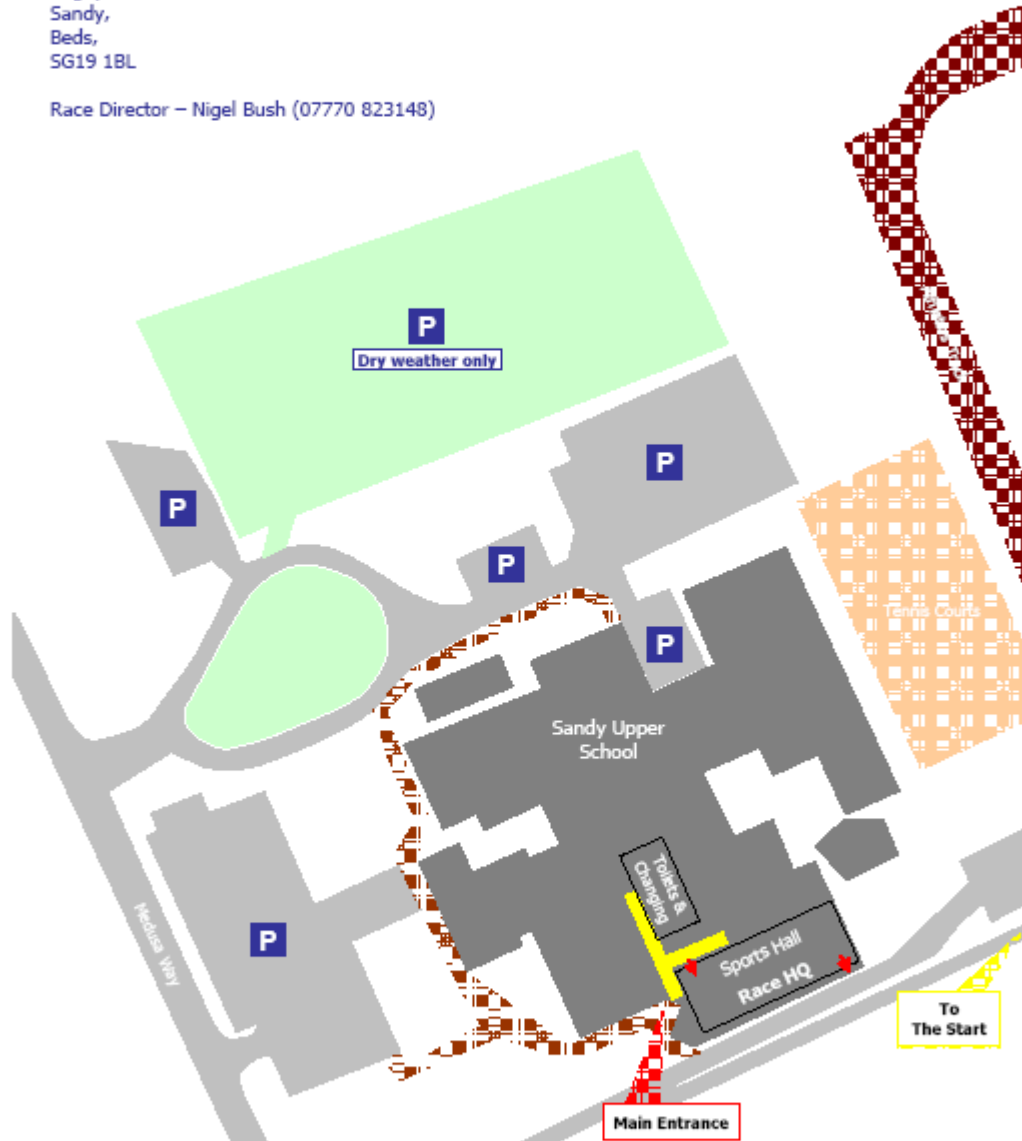 Sandy,
Beds,
SG19 1BL
Race Director – Nigel Bush (07770 823148)
P
Dry weather only
P
P
P
P
Tennis Courts
Sandy Upper
School
Toilets &
Changing
Medusa Way
P
Sports Hall
Race HQ
To
The Start
Main Entrance